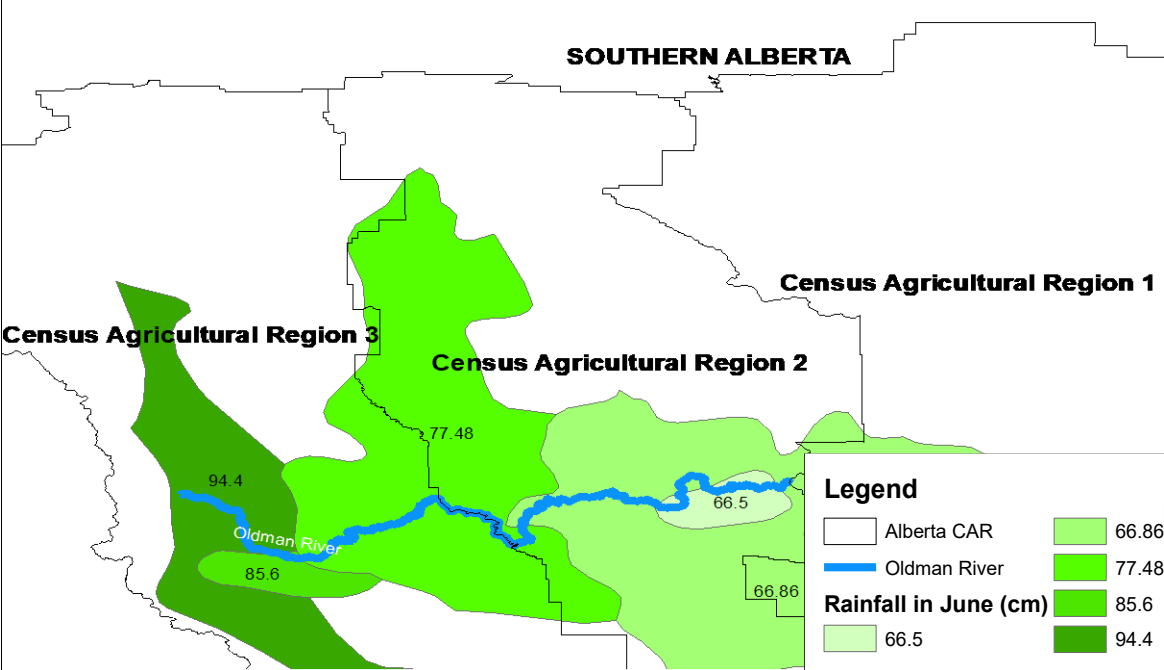 SOUTHERN ALBERTA
Census Agricultural Region 1
Census Agricultural Region 3
Census Agricultural Region 2
77.48
94.4
66.5
Oldman River
85.6
66.86
Legend
Alberta CAR
Oldman River
Rainfall in June (cm)
66.5
66.86
77.48
85.6
94.4